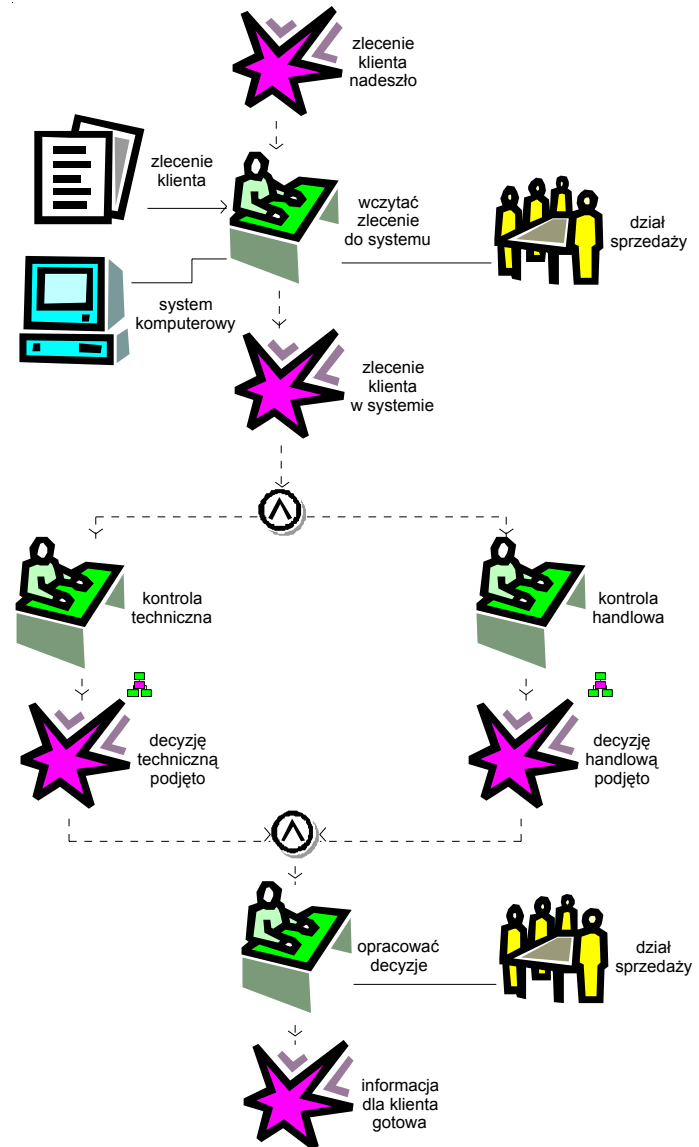 zlecenie
klienta
nadeszło
zlecenie
klienta
wczytać
zlecenie
do systemu
dział
sprzedaży
system
komputerowy
zlecenie
klienta
w systemie
kontrola
techniczna
kontrola
handlowa
decyzję
techniczną
podjęto
decyzję
handlową
podjęto
opracować
decyzje
dział
sprzedaży
informacja
dla klienta
gotowa